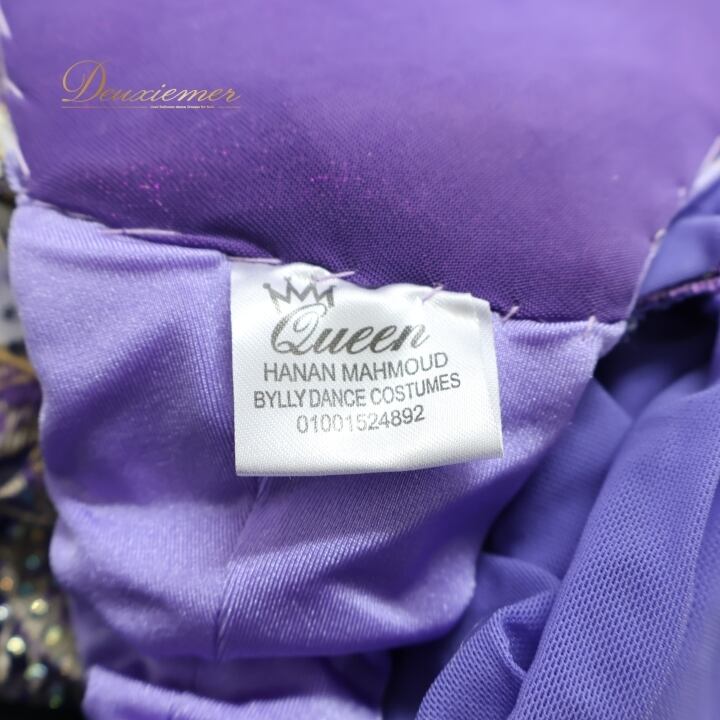 Deuxiemer
Queen
HANAN MAHMOUD
BYLLY DANCE COSTUMES
01001524892